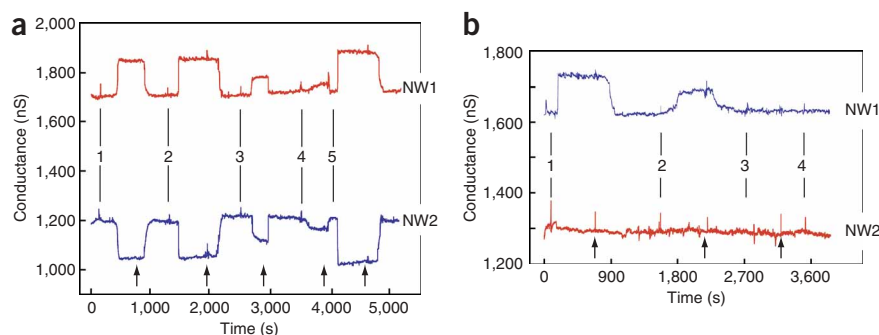 a
Conductance (nS)
2,000
1,800
1,600
1,400
1,200
1,000
NW1
1 2 3 4 5
NW2
0 1,000 2,000 3,000 4,000 5,000
Time (s)
b
Conductance (nS)
1,800
1,600
1,400
1,300
1,200
NW1
1 2 3 4
NW2
0 900 1,800 2,700 3,600
Time (s)